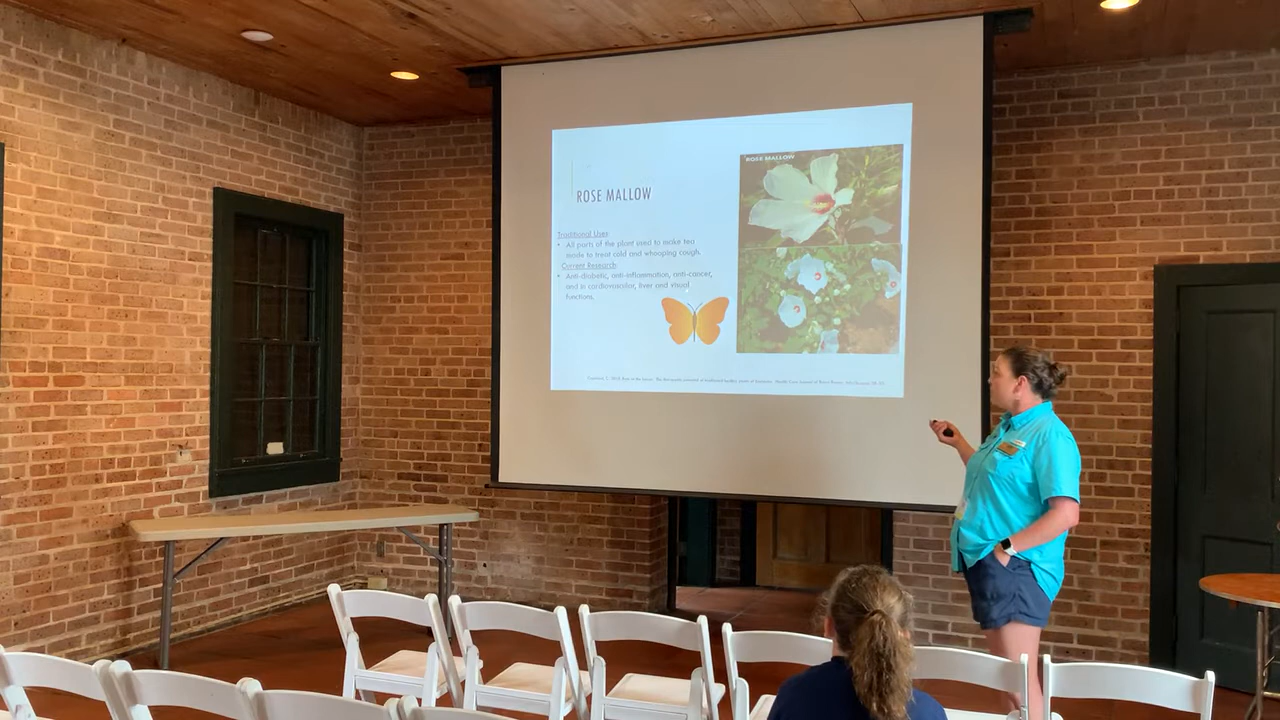 ROSE MALLOW
ROSE MALLOW
Traditional Uses:
• All parts of the plant used to make tea
made to treat cold and whooping cough.
Current Research:
• Anti-diabetic, anti-inflammation, anti-cancer,
and in cardiovascular, liver and visual
functions.